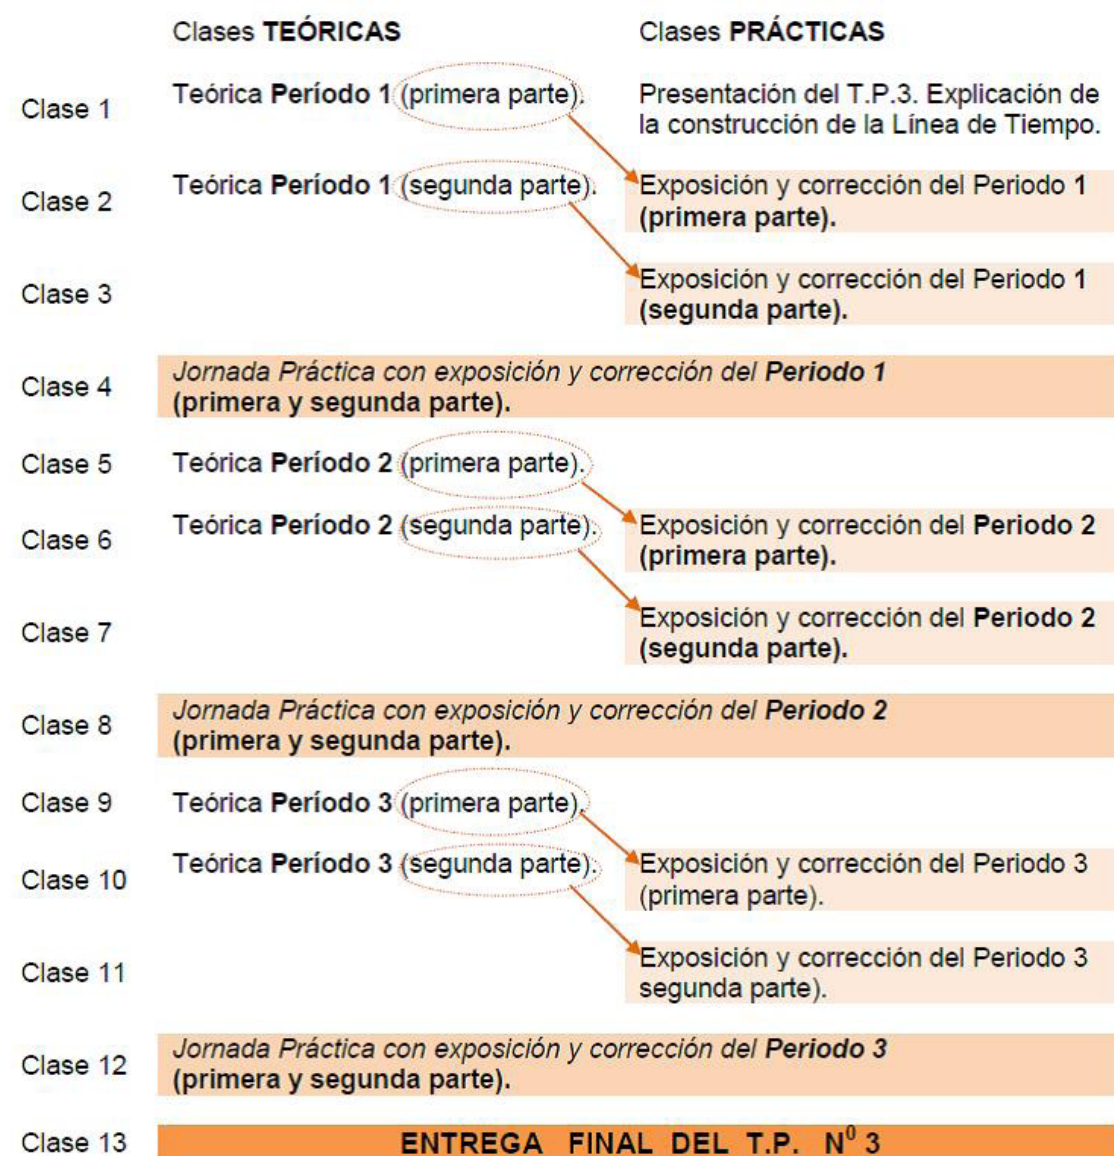 Clases TEÓRICAS
Clases PRÁCTICAS
Clase 1
Teórica Período 1 (primera parte).
Presentación del T.P.3. Explicación de
la construcción de la Línea de Tiempo.
Clase 2
Teórica Período 1 (segunda parte).
Exposición y corrección del Periodo 1
(primera parte).
Clase 3
Exposición y corrección del Periodo 1
(segunda parte).
Clase 4
Jornada Práctica con exposición y corrección del Periodo 1
(primera y segunda parte).
Clase 5
Teórica Período 2 (primera parte).
Clase 6
Teórica Período 2 (segunda parte).
Exposición y corrección del Periodo 2
(primera parte).
Clase 7
Exposición y corrección del Periodo 2
(segunda parte).
Clase 8
Jornada Práctica con exposición y corrección del Periodo 2
(primera y segunda parte).
Clase 9
Teórica Período 3 (primera parte).
Clase 10
Teórica Período 3 (segunda parte).
Exposición y corrección del Periodo 3
(primera parte).
Clase 11
Exposición y corrección del Periodo 3
segunda parte).
Clase 12
Jornada Práctica con exposición y corrección del Periodo 3
(primera y segunda parte).
Clase 13
ENTREGA FINAL DEL T.P. N⁰ 3